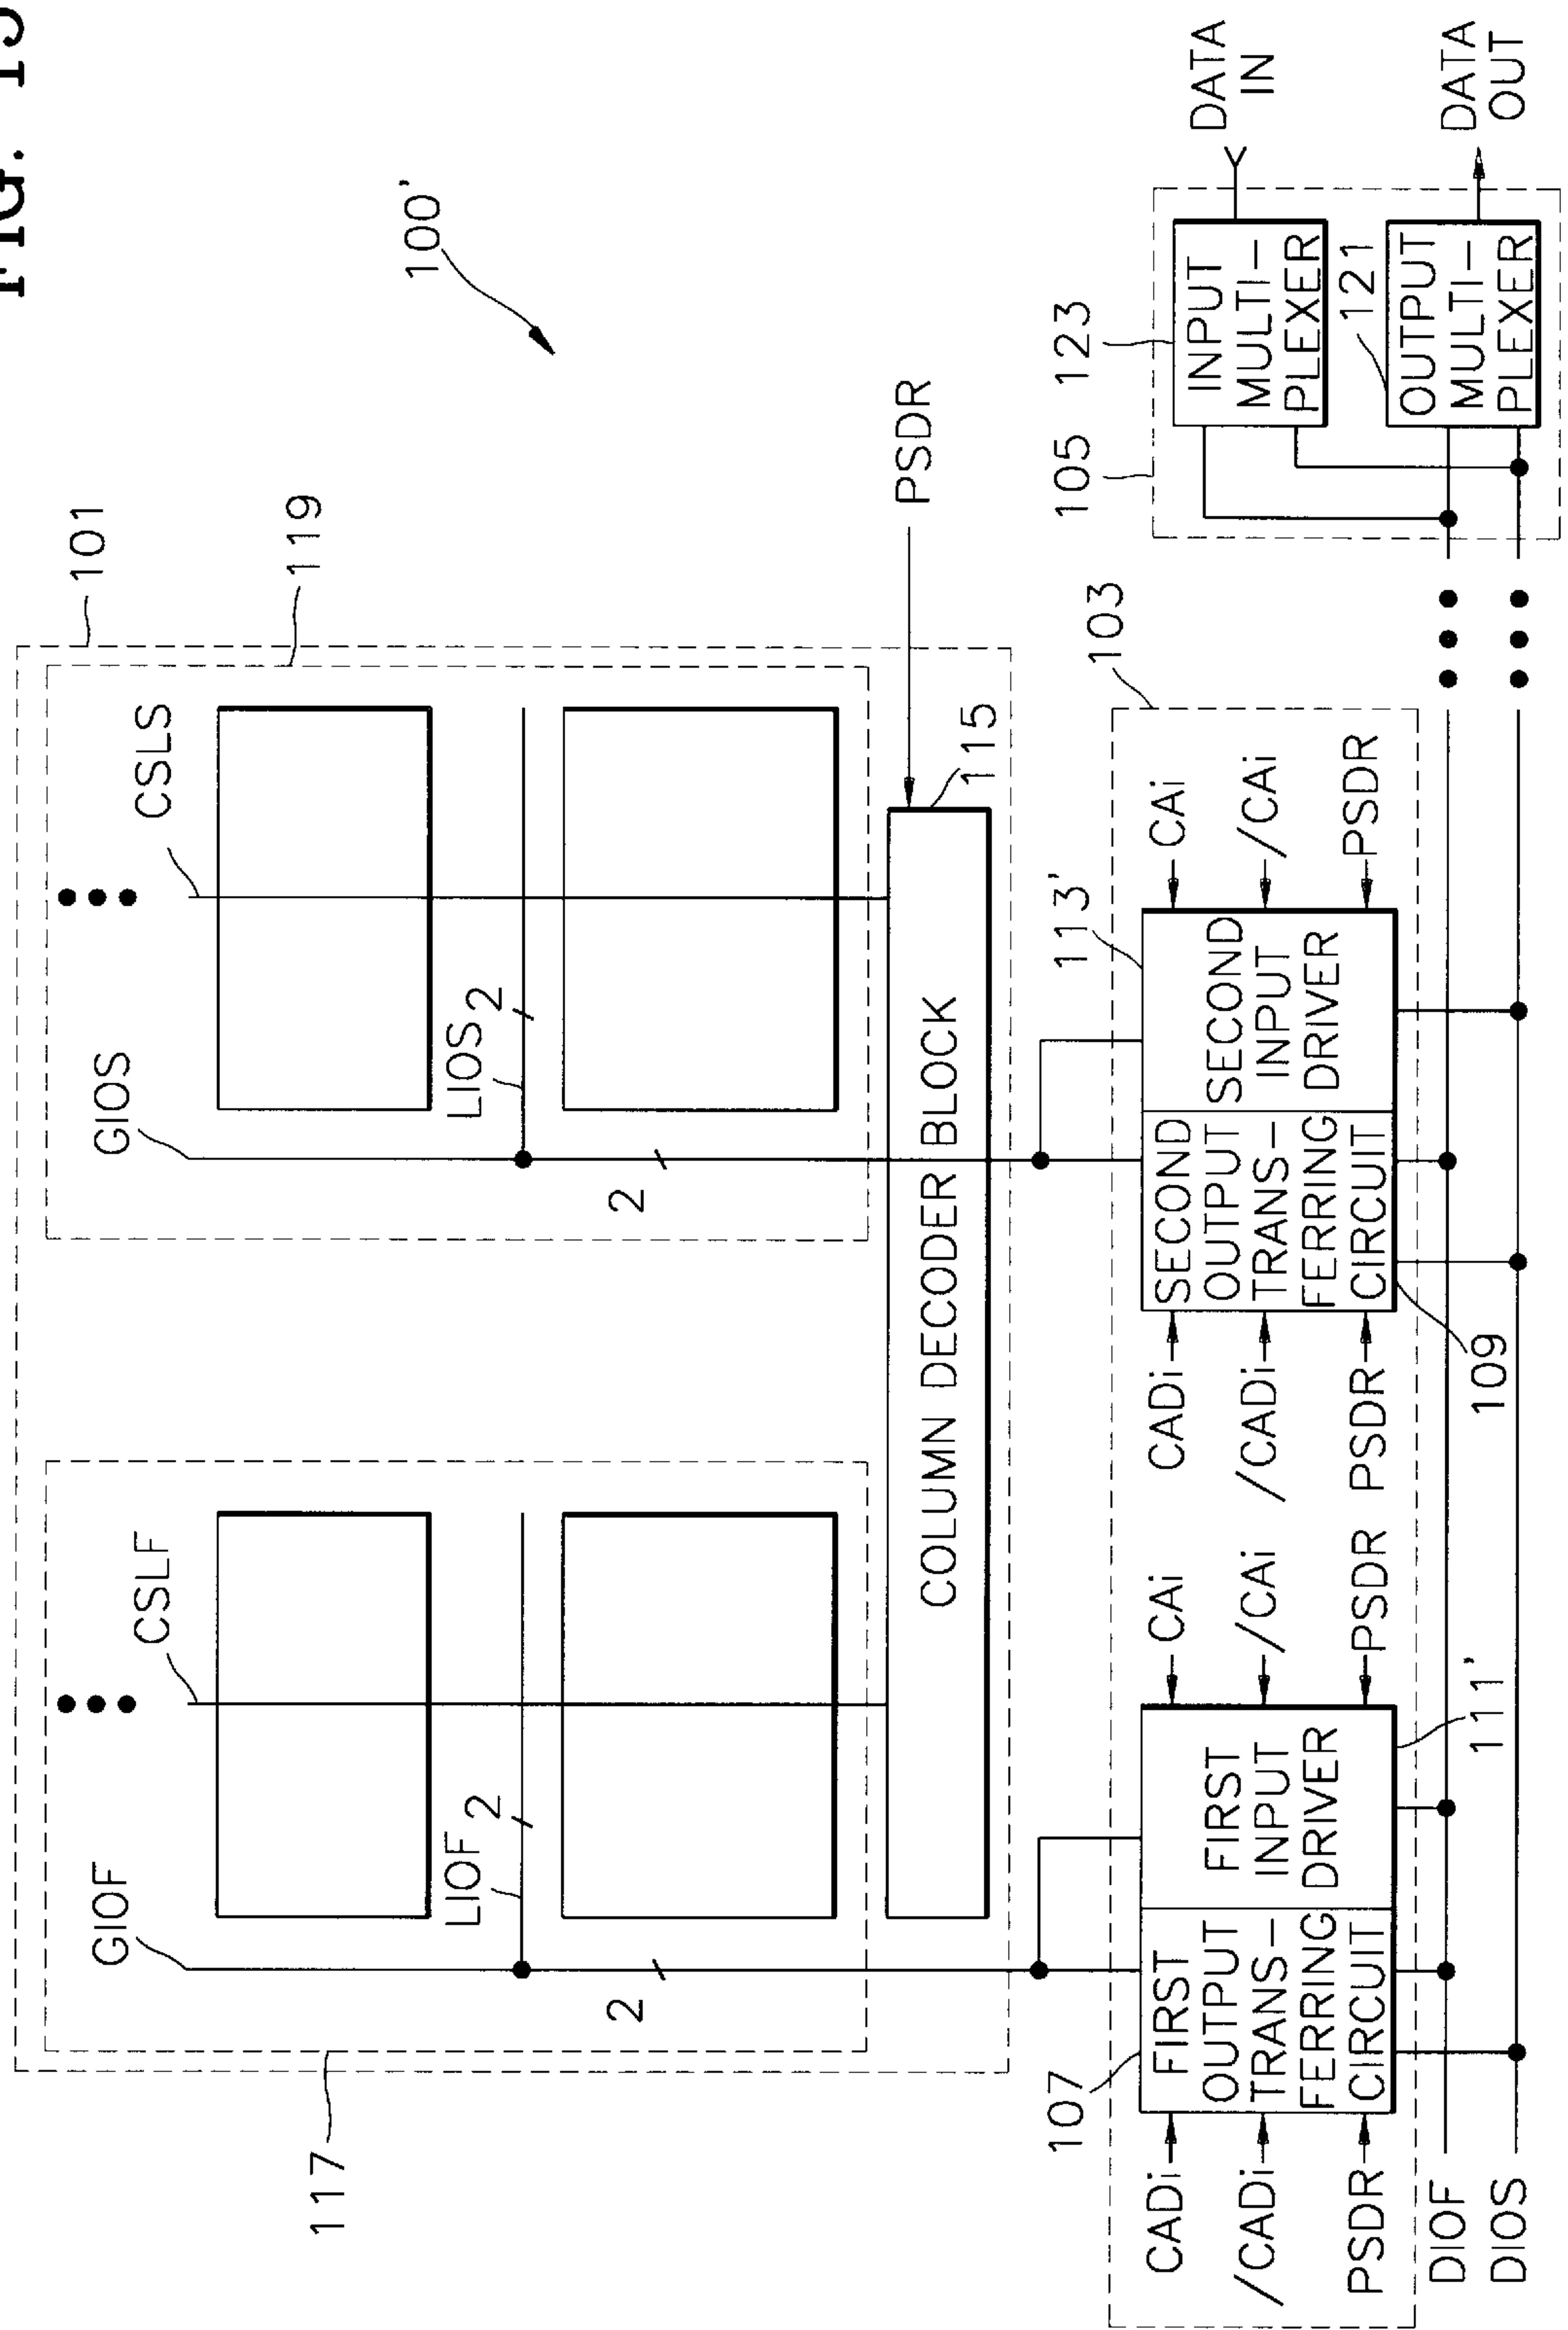 100'
101
119
117
CSLF
GIOF
LIOF
2
2
CSLS
GIOS
LIOS
2
2
COLUMN DECODER BLOCK
115
PSDR
103
107
CADi
/CADi
PSDR
FIRST
OUTPUT
TRANS-
FERRING
CIRCUIT
FIRST
INPUT
DRIVER
CAi
/CAi
PSDR
111'
CADi
/CADi
PSDR
SECOND
OUTPUT
TRANS-
FERRING
CIRCUIT
109
SECOND
INPUT
DRIVER
113'
CAi
/CAi
PSDR
DIOF
DIOS
105
123
INPUT
MULTI-
PLEXER
DATA
IN
OUTPUT
MULTI-
PLEXER
121
DATA
OUT